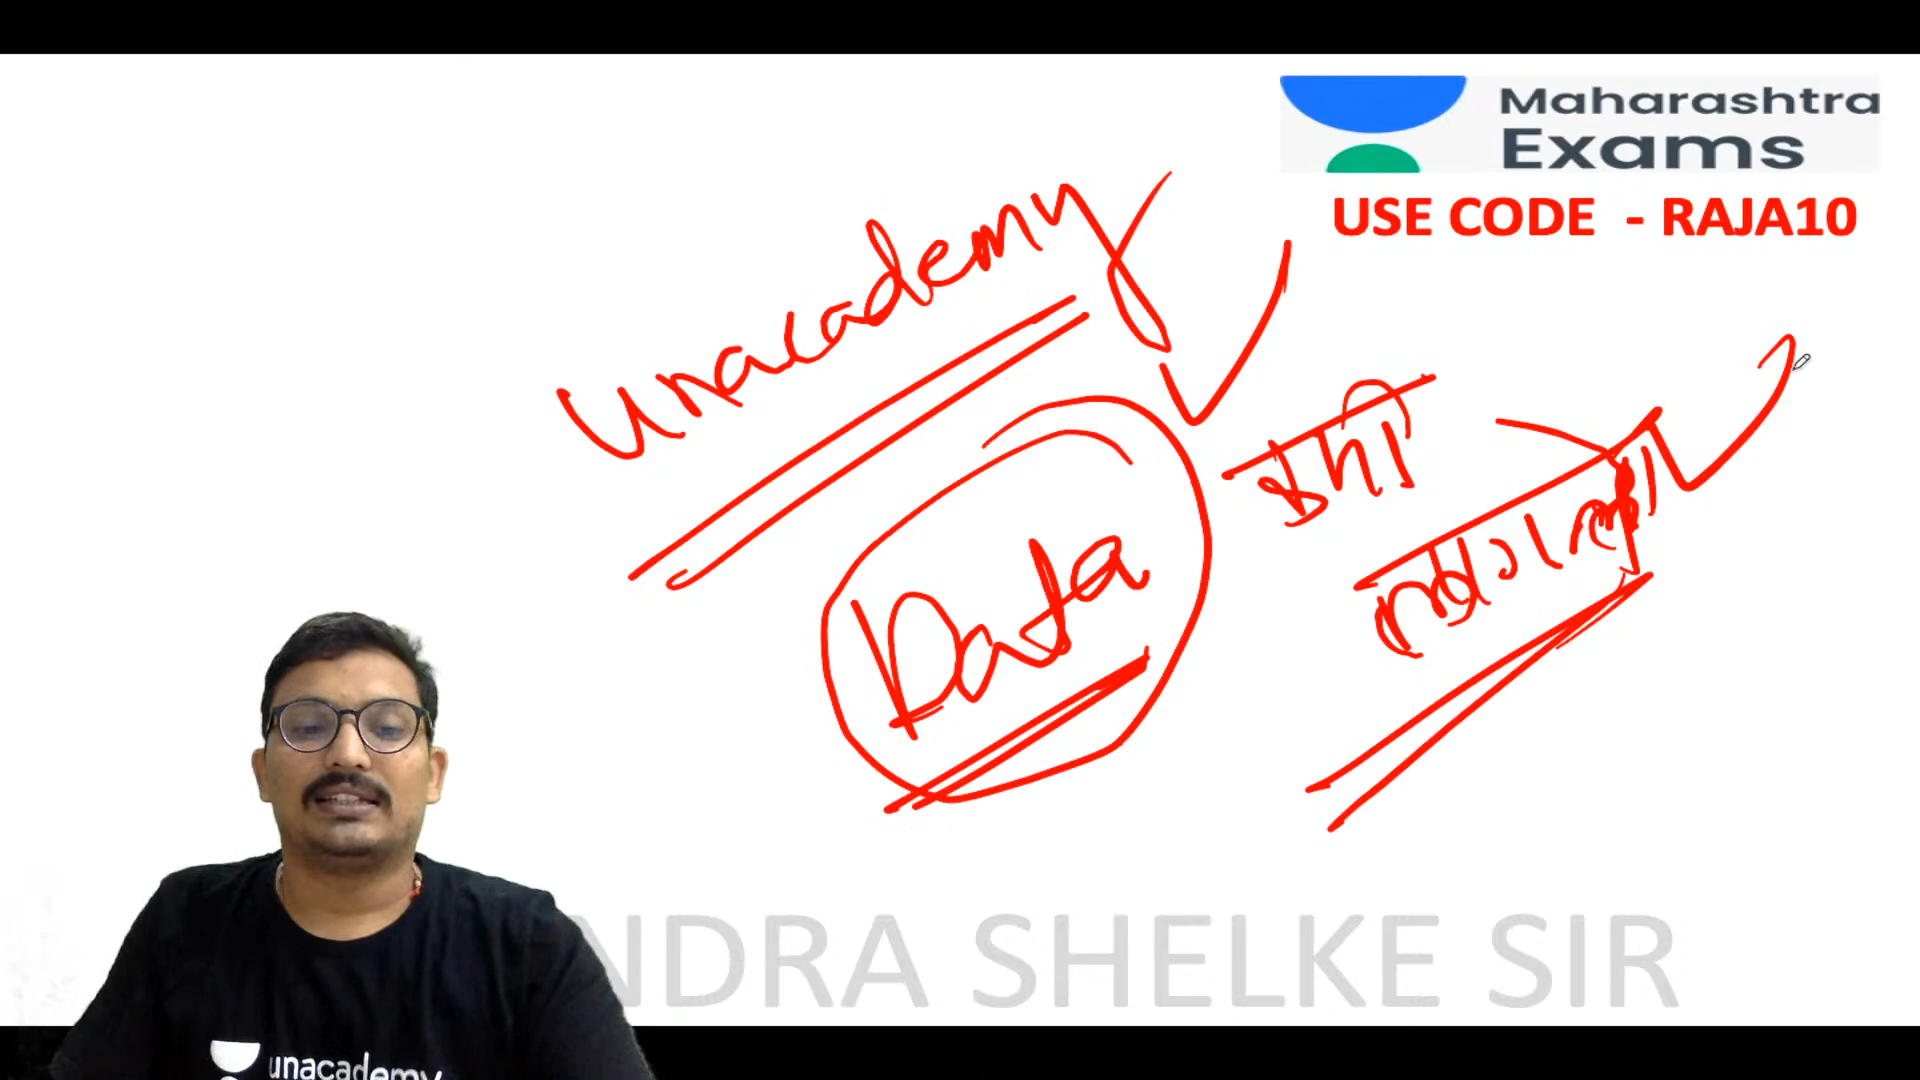 Maharashtra
Exams
USE CODE - RAJA10
unacademy
Data
NDRA SHELKE SIR
unacademy